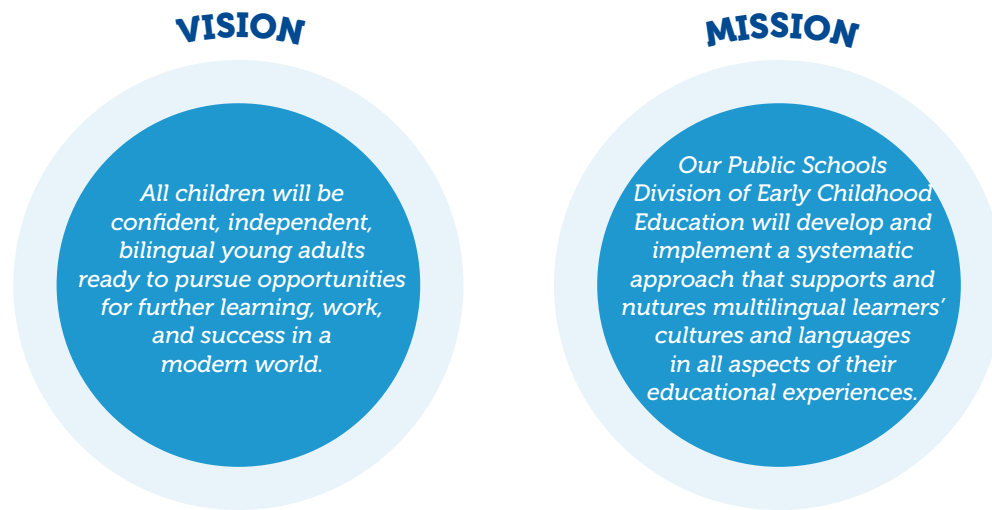 VISION
All children will be
confident, independent,
bilingual young adults
ready to pursue opportunities
for further learning, work,
and success in a
modern world.
MISSION
Our Public Schools
Division of Early Childhood
Education will develop and
implement a systematic
approach that supports and
nutures multilingual learners’
cultures and languages
in all aspects of their
educational experiences.